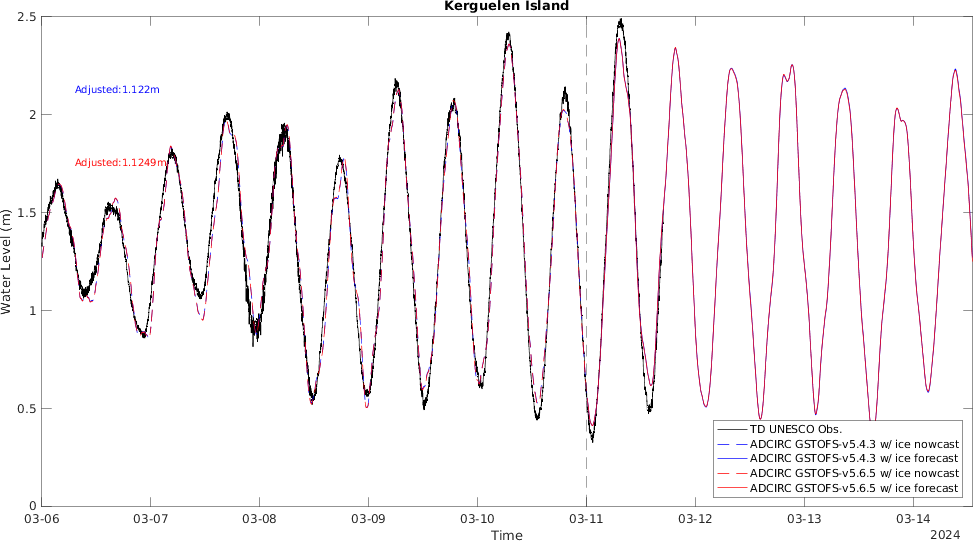 Kerguelen Island
2.5
2
1.5
1
0.5
0
Water Level (m)
Adjusted:1.122m
Adjusted:1.1249m
TD UNESCO Obs.
ADCIRC GSTOFS-v5.4.3 w/ ice nowcast
ADCIRC GSTOFS-v5.4.3 w/ ice forecast
ADCIRC GSTOFS-v5.6.5 w/ ice nowcast
ADCIRC GSTOFS-v5.6.5 w/ ice forecast
03-06 03-07 03-08 03-09 03-10 03-11 03-12 03-13 03-14
Time
2024